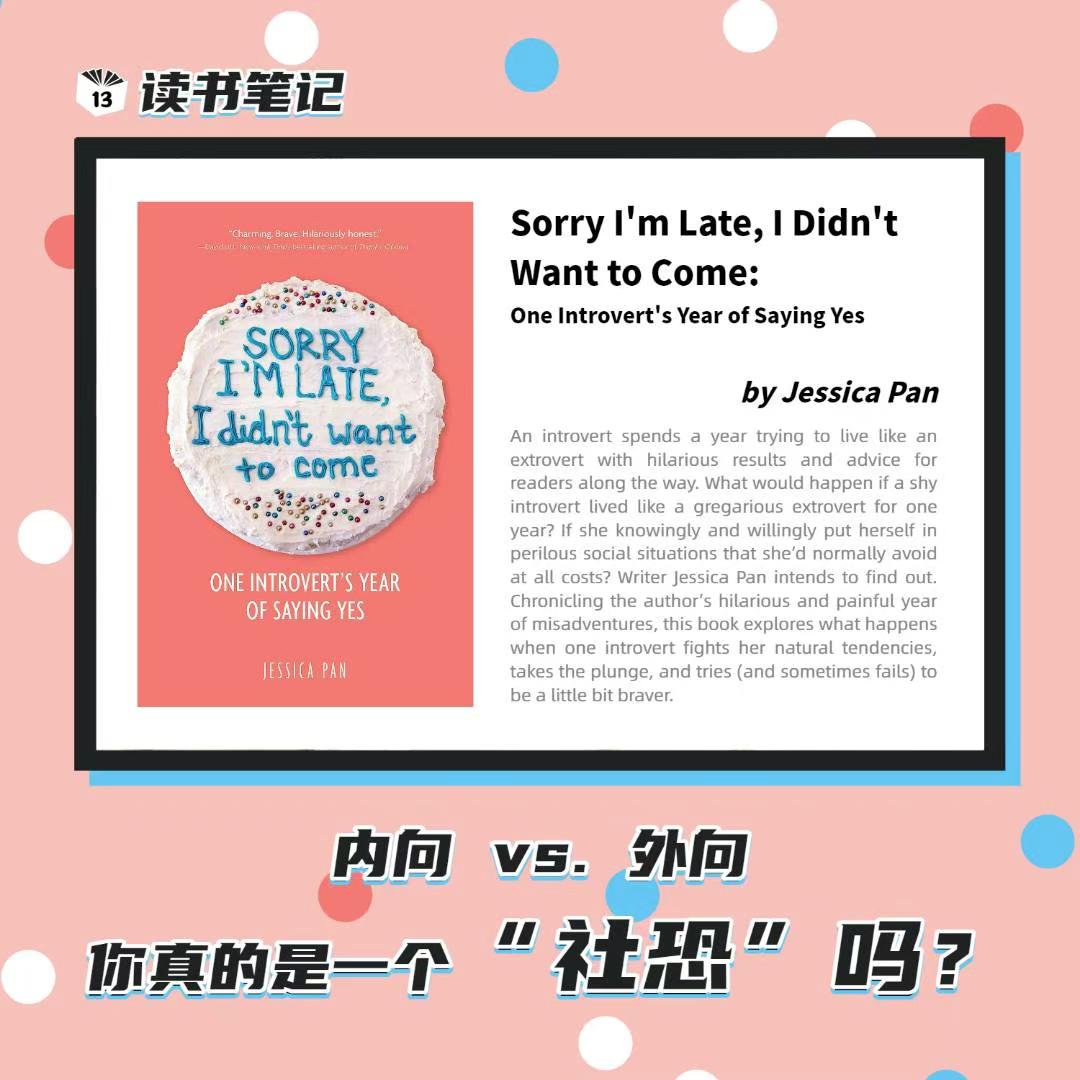 13 读书笔记
"Charming. Brave. Hilariously honest."
SORRY
I'M LATE,
I didn't want
to come
ONE INTROVERT'S YEAR
OF SAYING YES
JESSICA PAN
Sorry I'm Late, I Didn't
Want to Come:
One Introvert's Year of Saying Yes
by Jessica Pan
An introvert spends a year trying to live like an
extrovert with hilarious results and advice for
readers along the way. What would happen if a shy
introvert lived like a gregarious extrovert for one
year? If she knowingly and willingly put herself in
perilous social situations that she’d normally avoid
at all costs? Writer Jessica Pan intends to find out.
Chronicling the author’s hilarious and painful year
of misadventures, this book explores what happens
when one introvert fights her natural tendencies,
takes the plunge, and tries (and sometimes fails) to
be a little bit braver.
内向 vs. 外向
你真的是一个“社恐”吗?